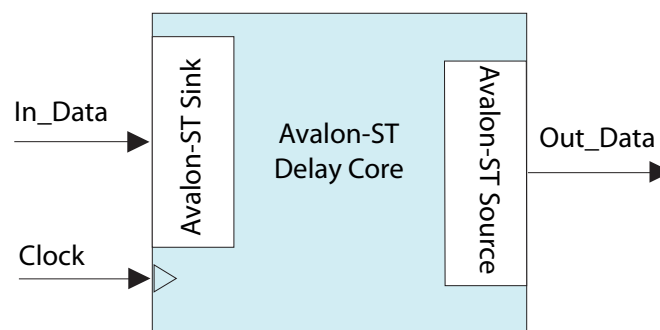 In_Data
Clock
Avalon-ST Sink
Avalon-ST
Delay Core
Avalon-ST Source
Out_Data